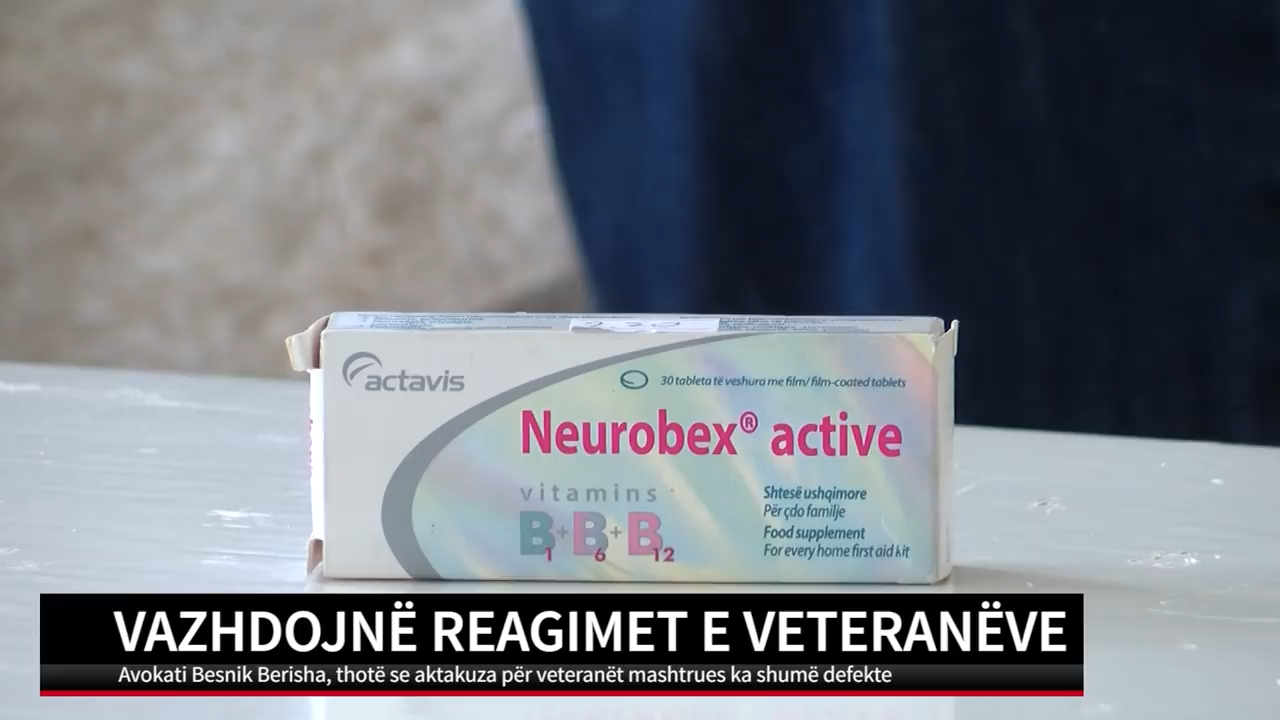 actavis
30 tableta të veshura me film/ film-coated tablets
Neurobex® active
vitamins
B1+B6+B12
Shtesë ushqimore
Për çdo familje
Food supplement
For every home first aid kit
VAZHDOJNË REAGIMET E VETERANËVE
Avokati Besnik Berisha, thotë se aktakuza për veteranët mashtrues ka shumë defekte